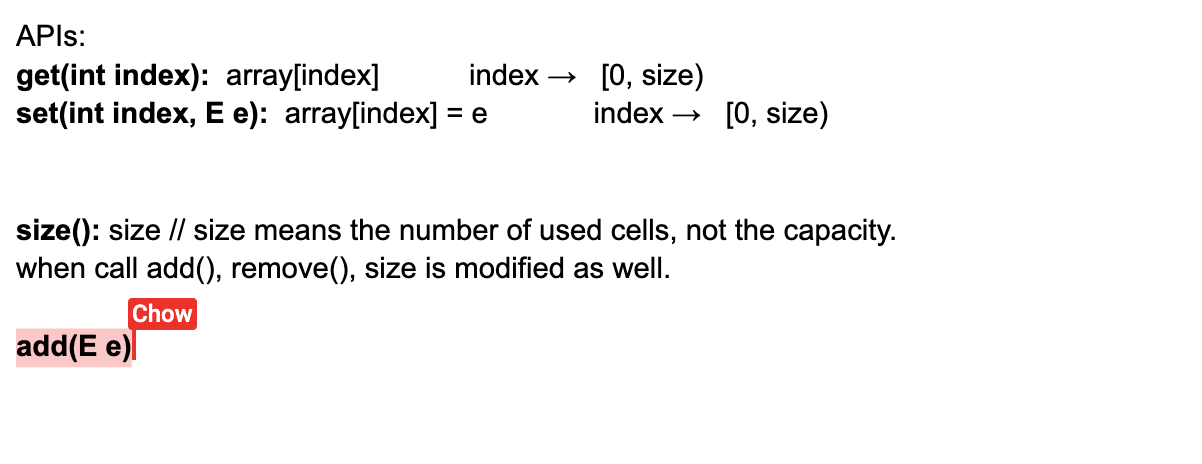 APIs:
get(int index): array[index] index → [0, size)
set(int index, E e): array[index] = e index → [0, size)
size(): size // size means the number of used cells, not the capacity.
when call add(), remove(), size is modified as well.
Chow
add(E e)